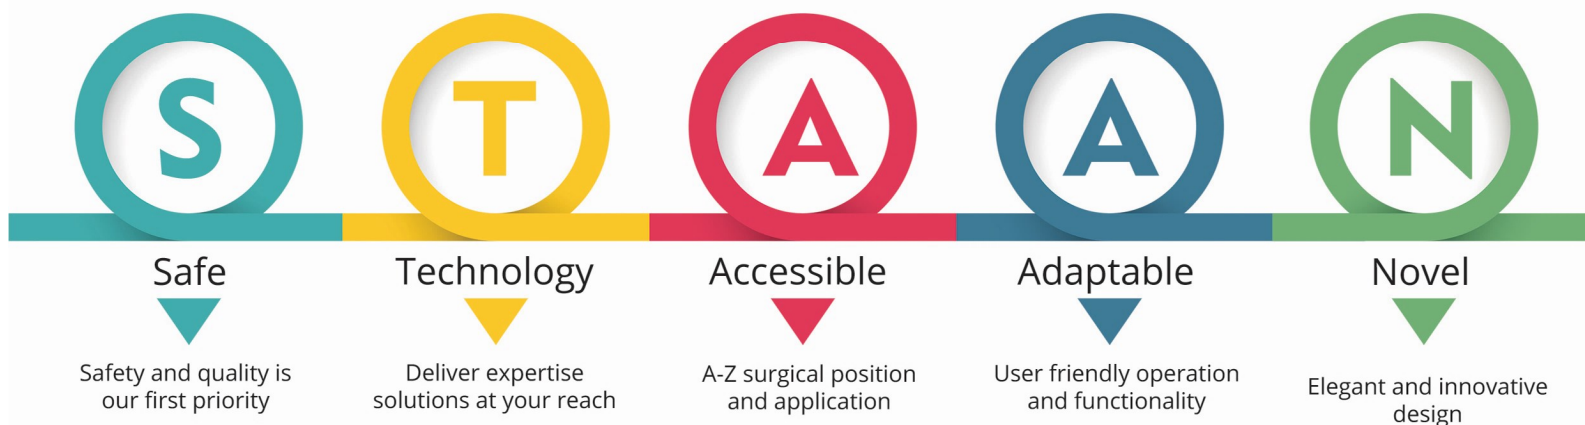 S T A A N
Safe Technology Accessible Adaptable Novel
Safety and quality is
our first priority
Deliver expertise
solutions at your reach
A-Z surgical position
and application
User friendly operation
and functionality
Elegant and innovative
design